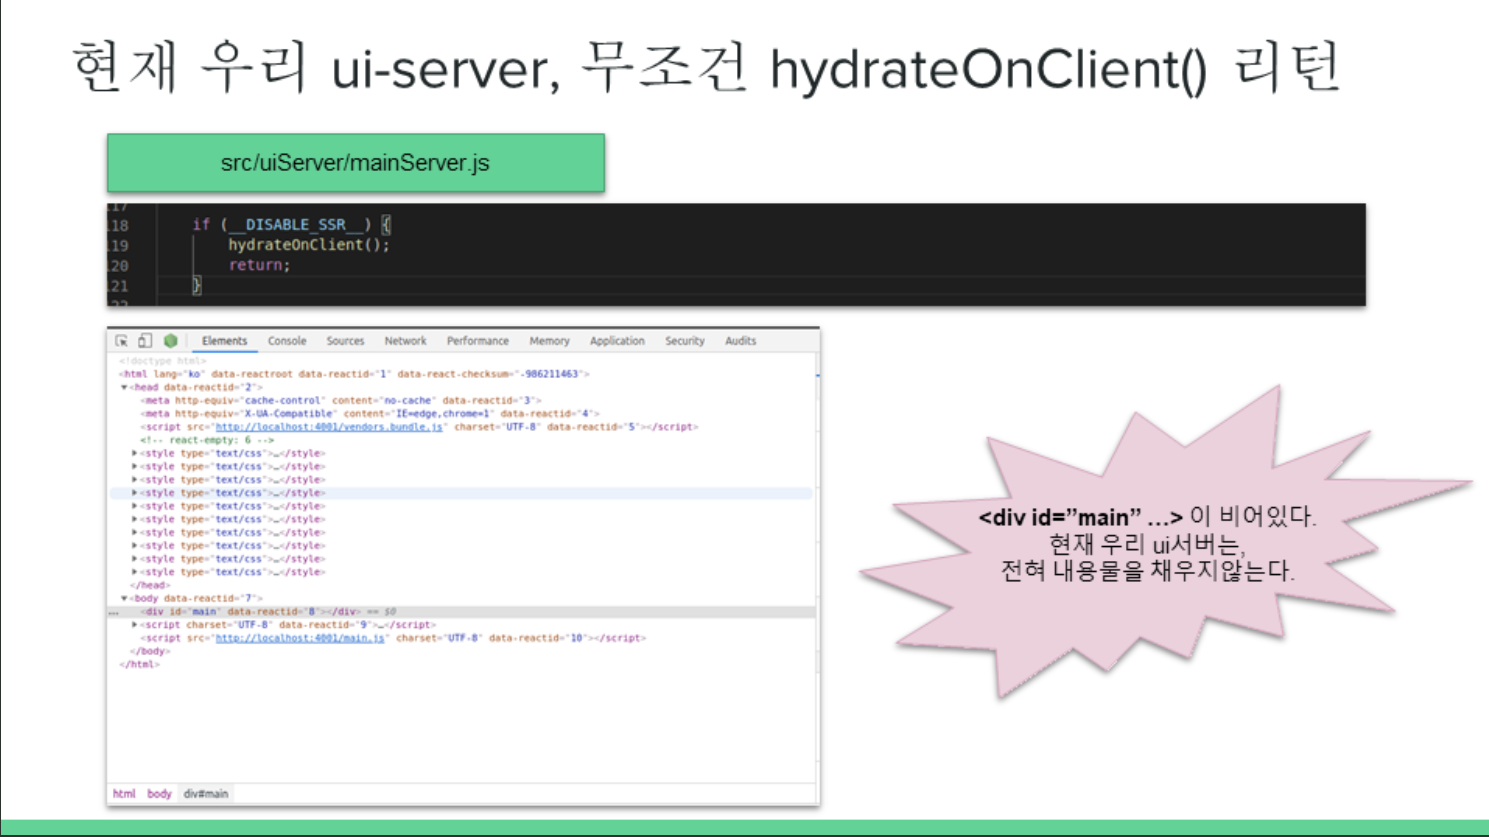 현재 우리 ui-server, 무조건 hydrateOnClient() 리턴
src/uiServer/mainServer.js
118 if (__DISABLE_SSR__) {
119 hydrateOnClient();
120 return;
121 }
Elements Console Sources Network Performance Memory Application Security Audits
<!doctype html>
<html lang="ko" data-reactroot data-reactid="1" data-react-checksum="-986211463">
▼<head data-reactid="2">
<meta http-equiv="cache-control" content="no-cache" data-reactid="3">
<meta http-equiv="X-UA-Compatible" content="IE=edge,chrome=1" data-reactid="4">
<script src="http://localhost:4001/vendors.bundle.js" charset="UTF-8" data-reactid="5"></script>
<!-- react-empty: 6 -->
▶<style type="text/css">…</style>
▶<style type="text/css">…</style>
▶<style type="text/css">…</style>
▶<style type="text/css">…</style>
▶<style type="text/css">…</style>
▶<style type="text/css">…</style>
▶<style type="text/css">…</style>
▶<style type="text/css">…</style>
▶<style type="text/css">…</style>
▶<style type="text/css">…</style>
</head>
▼<body data-reactid="7">
… <div id="main" data-reactid="8"></div> == $0
▶<script charset="UTF-8" data-reactid="9">…</script>
<script src="http://localhost:4001/main.js" charset="UTF-8" data-reactid="10"></script>
</body>
</html>
html body div#main
<div id=”main” …> 이 비어있다.
현재 우리 ui서버는,
전혀 내용물을 채우지않는다.